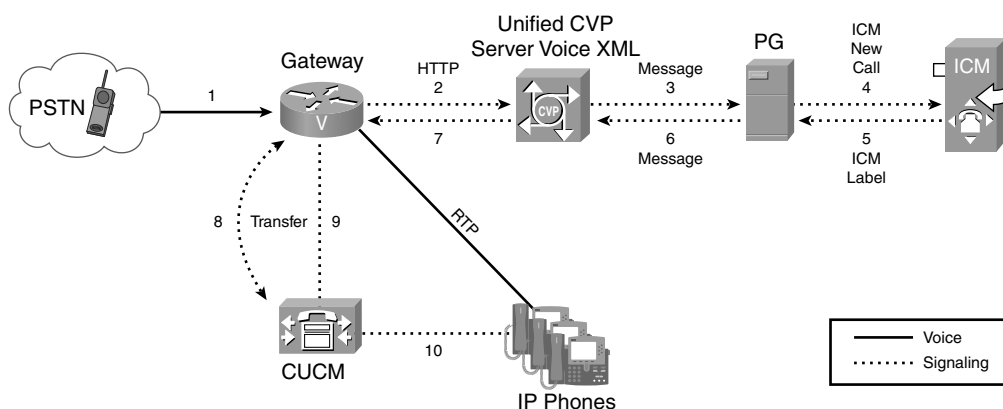 Unified CVP
Server Voice XML
PG
ICM
New
Call
ICM
Gateway
PSTN
1
HTTP
2
Message
3
4
V
CVP
7
6
Message
5
ICM
Label
8
Transfer
9
RTP
10
CUCM
IP Phones
Voice
Signaling